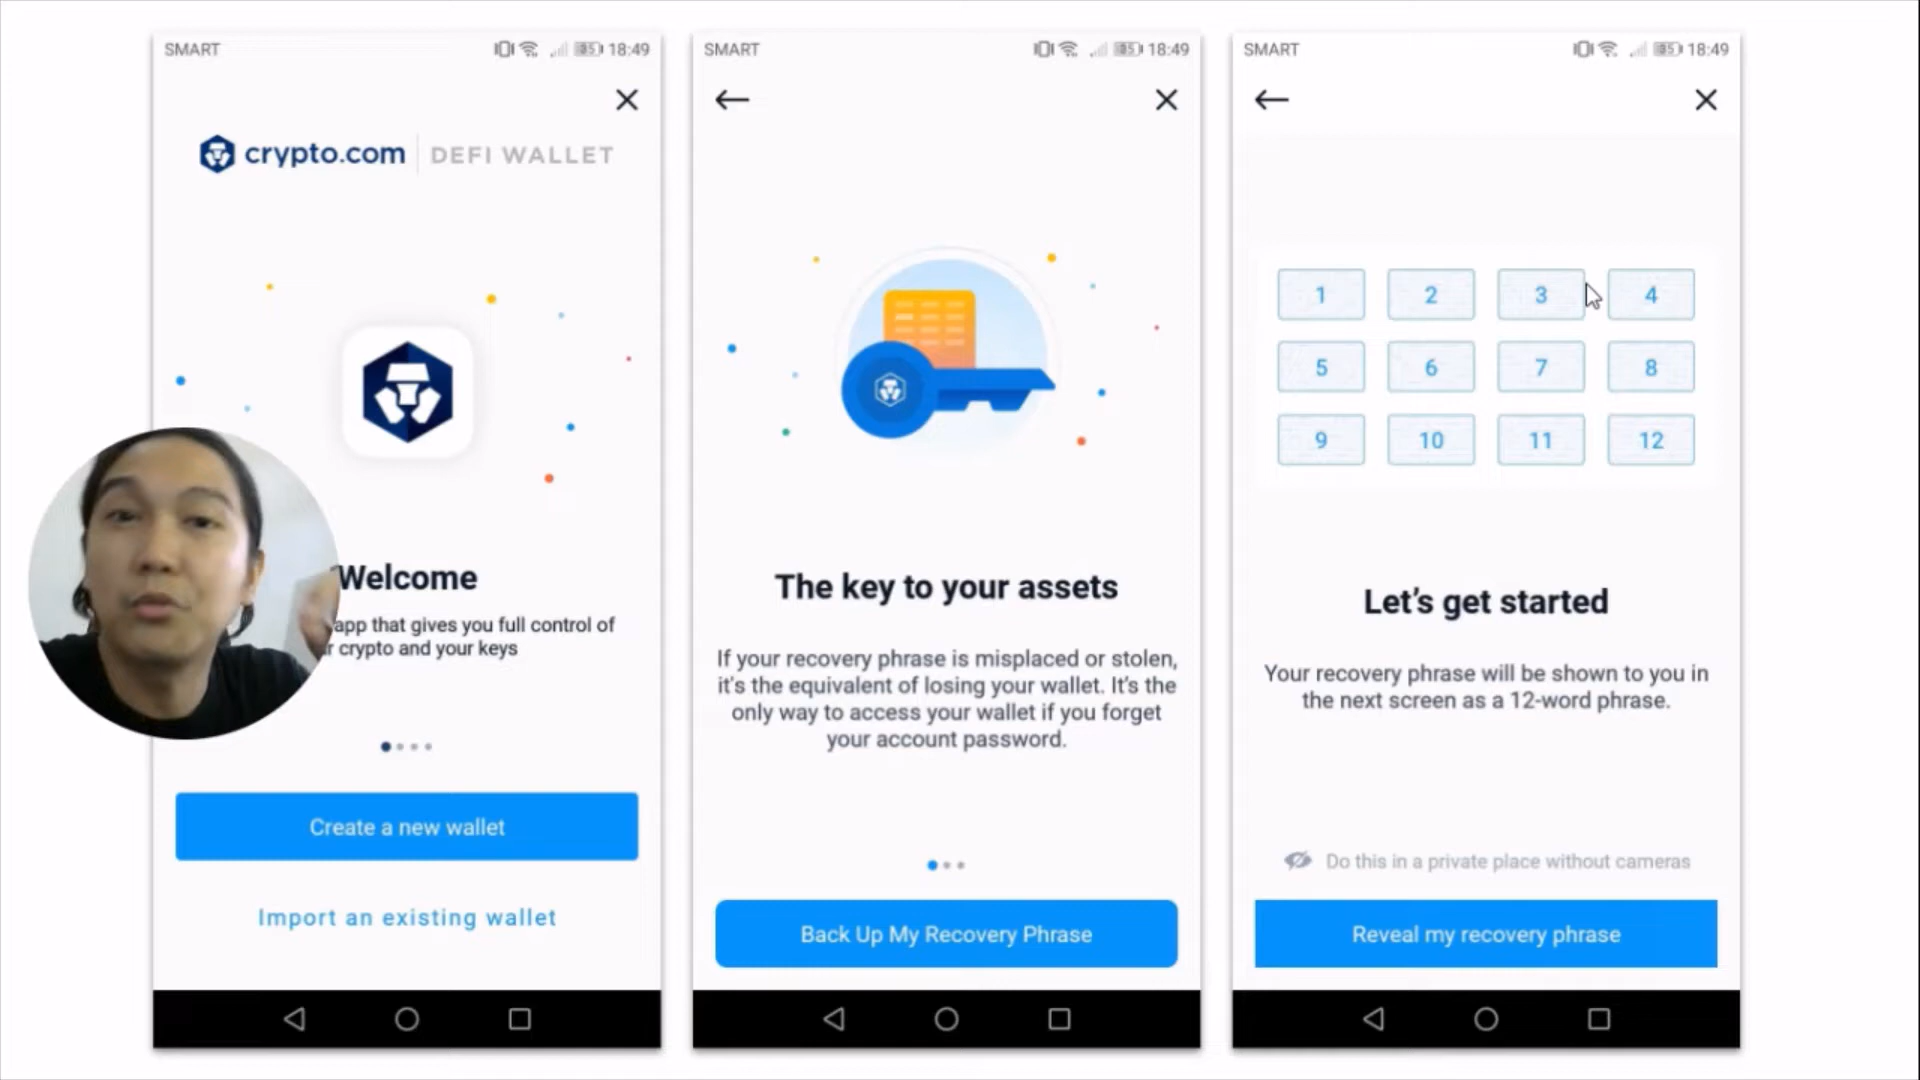 SMART
85 18:49
crypto.com DEFI WALLET
Welcome
app that gives you full control of
crypto and your keys
Create a new wallet
Import an existing wallet
SMART
85 18:49
The key to your assets
If your recovery phrase is misplaced or stolen,
it's the equivalent of losing your wallet. It's the
only way to access your wallet if you forget
your account password.
Back Up My Recovery Phrase
SMART
85 18:49
1 2 3 4
5 6 7 8
9 10 11 12
Let's get started
Your recovery phrase will be shown to you in
the next screen as a 12-word phrase.
Do this in a private place without cameras
Reveal my recovery phrase